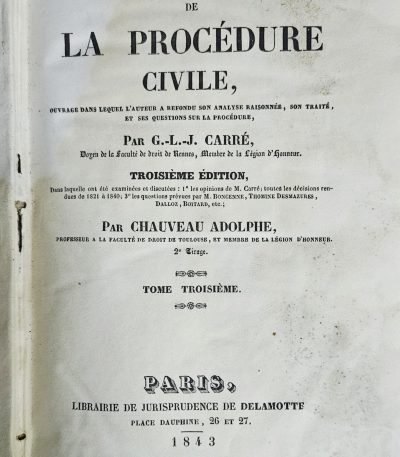 DE
LA PROCÉDURE
CIVILE,
OUVRAGE DANS LEQUEL L'AUTEUR A REFONDU SON ANALYSE RAISONNÉE, SON TRAITÉ,
ET SES QUESTIONS SUR LA PROCÉDURE,
PAR G.-L.-J. CARRÉ,
Doyen de la Faculté de droit de Rennes, Membre de la Légion d'Honneur.
TROISIÈME ÉDITION,
Dans laquelle ont été examinées et discutées : 1° les opinions de M. Carré; toutes les décisions ren-
dues de 1821 à 1840; 3° les questions prévues par M. BONCENNE, THOMINE DESMAZURES,
DALLOZ, BOITARD, etc.;
PAR CHAUVEAU ADOLPHE,
PROFESSEUR A LA FACULTÉ DE DROIT DE TOULOUSE, ET MEMBRE DE LA LÉGION D'HONNEUR.
2e Tirage.
TOME TROISIÈME.
PARIS,
LIBRAIRIE DE JURISPRUDENCE DE DELAMOTTE
PLACE DAUPHINE, 26 ET 27.
1843